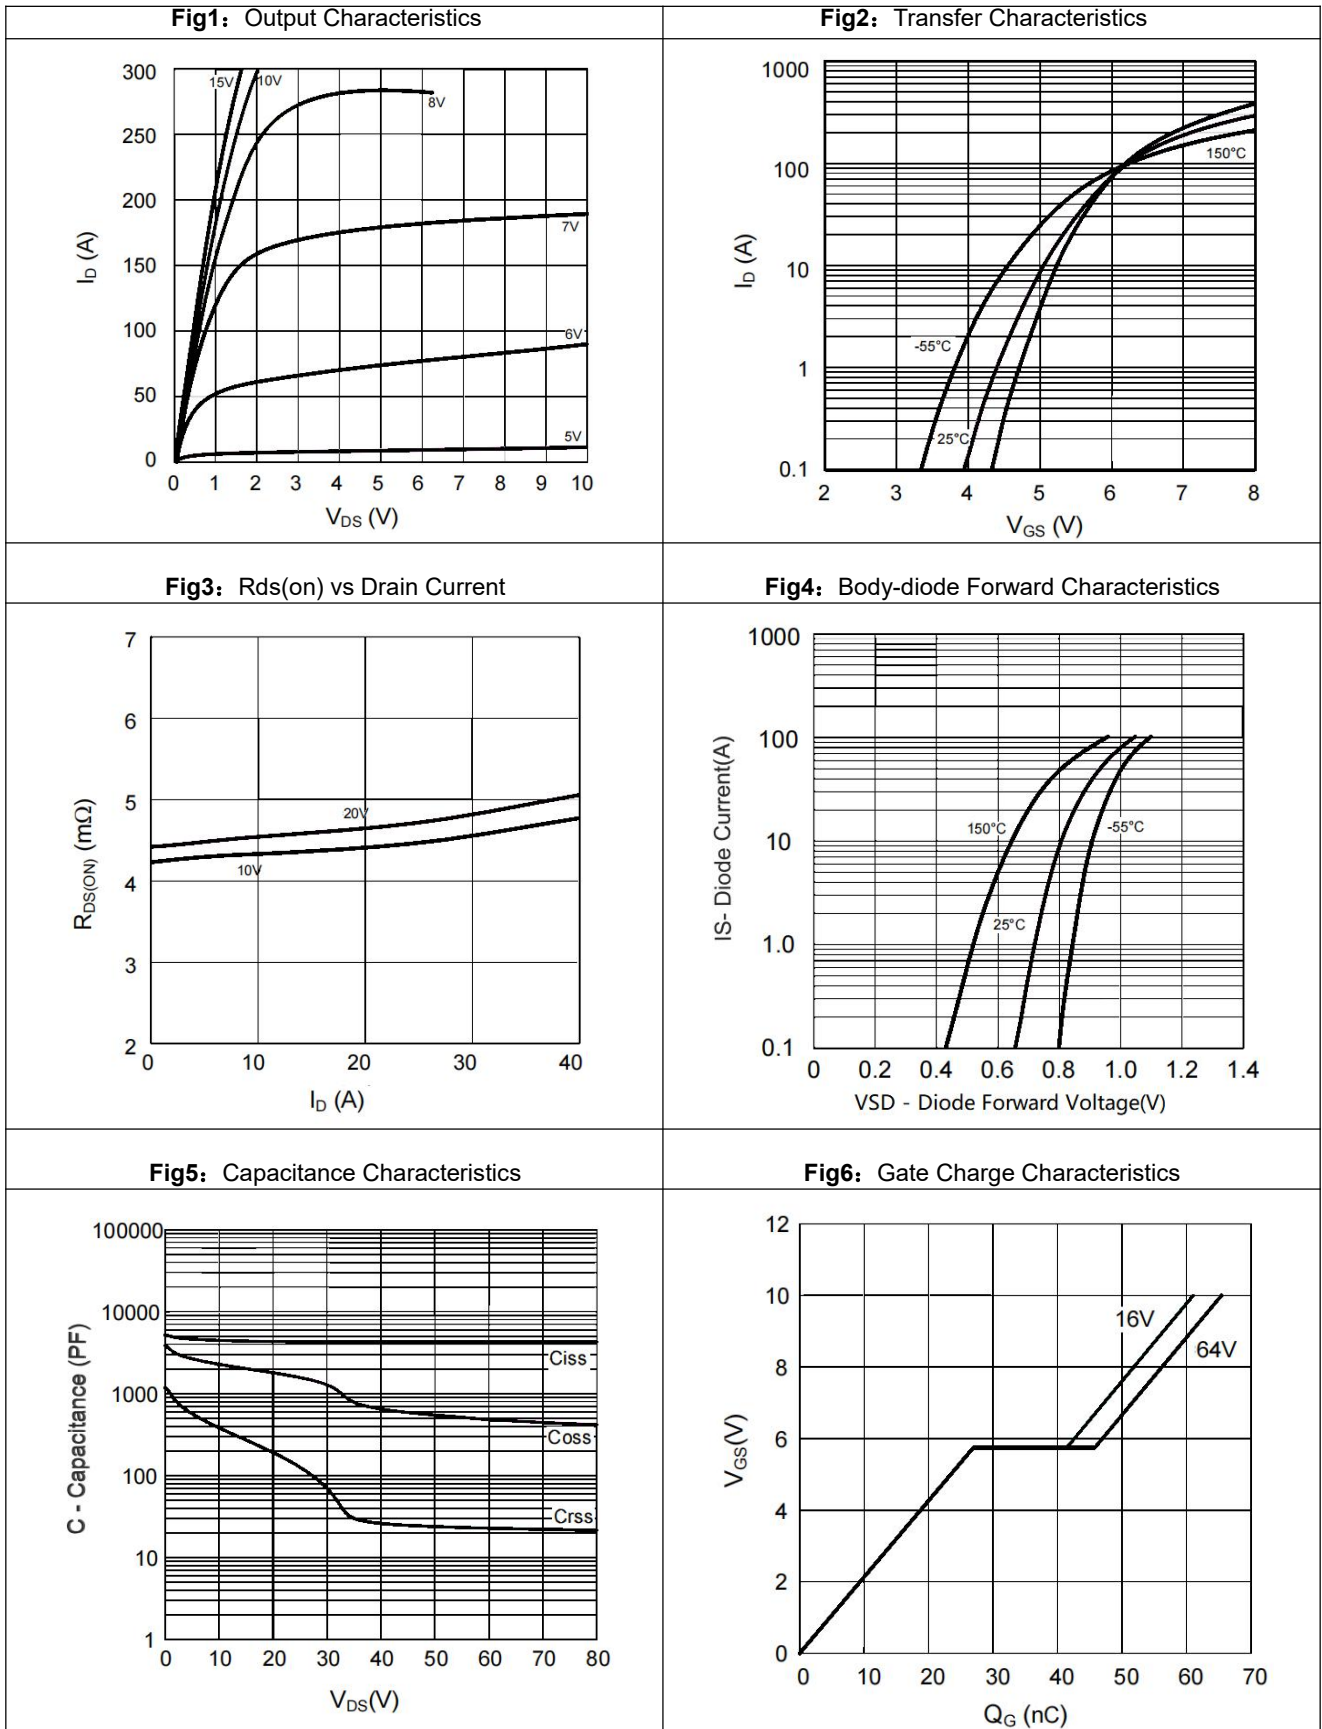 Fig1：Output Characteristics
Fig2：Transfer Characteristics
300
250
200
150
100
50
0
I_D (A)
15V
10V
8V
7V
6V
5V
0 1 2 3 4 5 6 7 8 9 10
V_DS (V)
1000
100
10
1
0.1
I_D (A)
150°C
-55°C
25°C
2 3 4 5 6 7 8
V_GS (V)
Fig3：Rds(on) vs Drain Current
Fig4：Body-diode Forward Characteristics
7
6
5
4
3
2
R_DS(ON) (mΩ)
20V
10V
0 10 20 30 40
I_D (A)
1000
100
10
1.0
0.1
IS- Diode Current(A)
150°C
-55°C
25°C
0 0.2 0.4 0.6 0.8 1.0 1.2 1.4
VSD - Diode Forward Voltage(V)
Fig5：Capacitance Characteristics
Fig6：Gate Charge Characteristics
100000
10000
1000
100
10
1
C - Capacitance (PF)
Ciss
Coss
Crss
0 10 20 30 40 50 60 70 80
V_DS(V)
12
10
8
6
4
2
0
V_GS(V)
16V
64V
0 10 20 30 40 50 60 70
Q_G (nC)